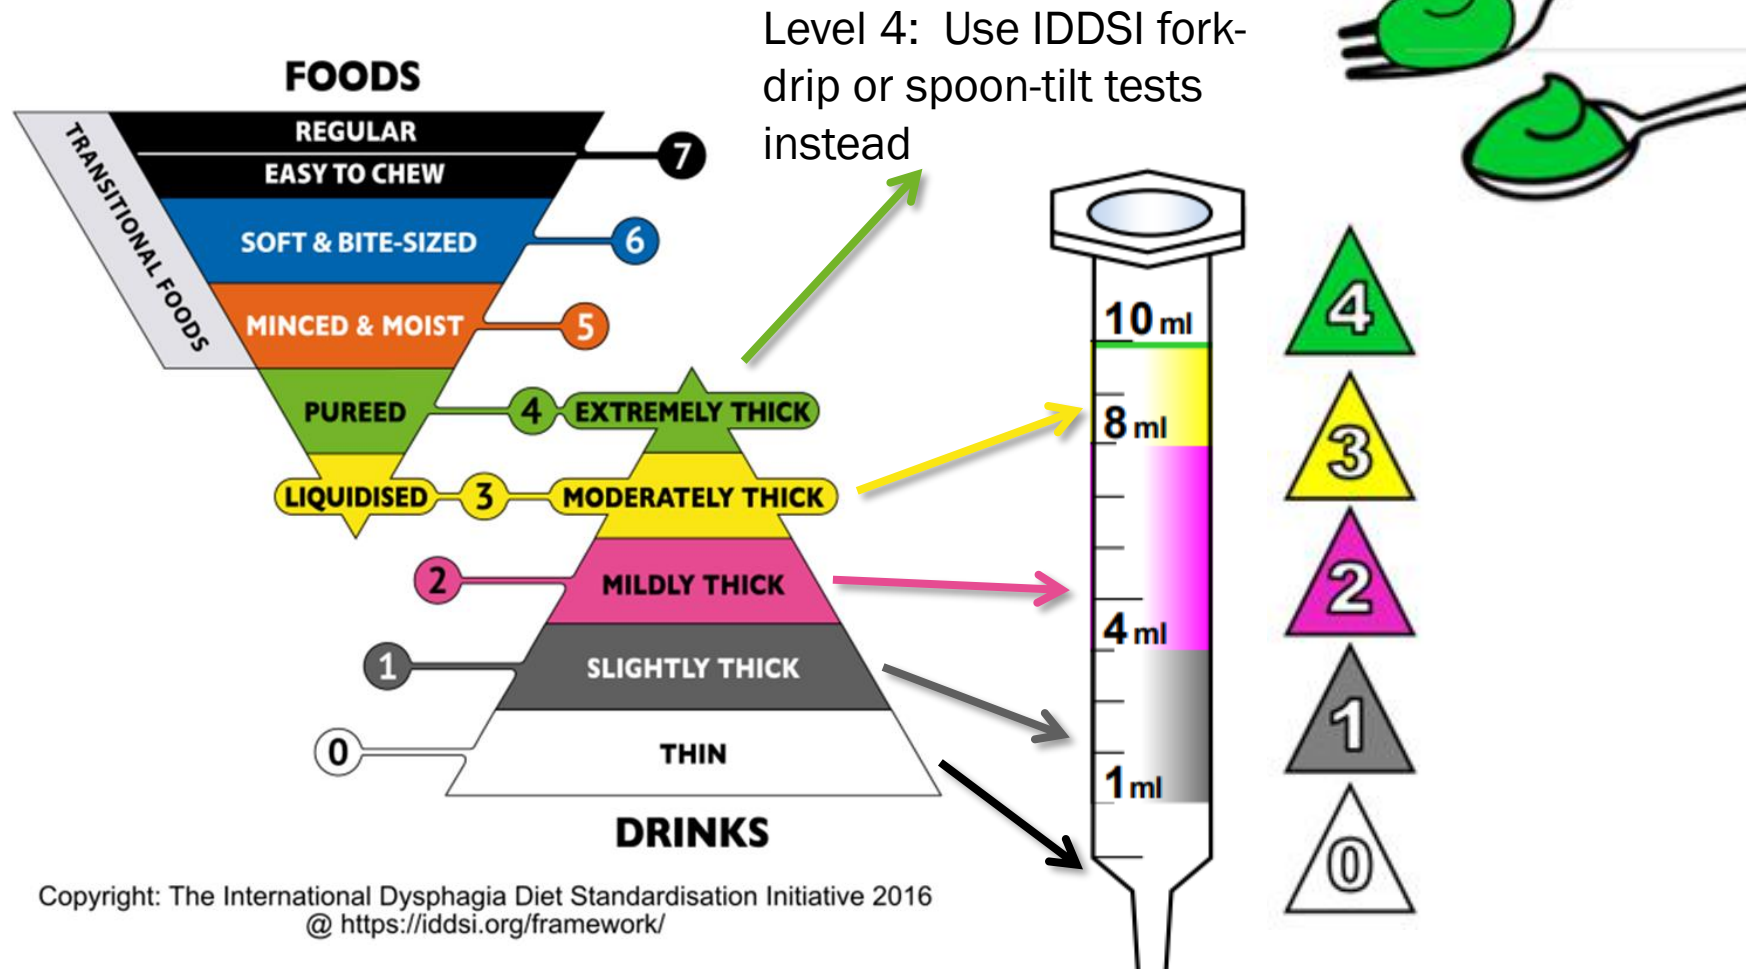 Level 4:  Use IDDSI fork-
drip or spoon-tilt tests
instead
FOODS
TRANSITIONAL FOODS
REGULAR
EASY TO CHEW
7
SOFT & BITE-SIZED
6
MINCED & MOIST
5
PUREED
4
EXTREMELY THICK
LIQUIDISED
3
MODERATELY THICK
2
MILDLY THICK
1
SLIGHTLY THICK
0
THIN
DRINKS
Copyright: The International Dysphagia Diet Standardisation Initiative 2016
@ https://iddsi.org/framework/
10 ml
8 ml
4 ml
1 ml
4
3
2
1
0